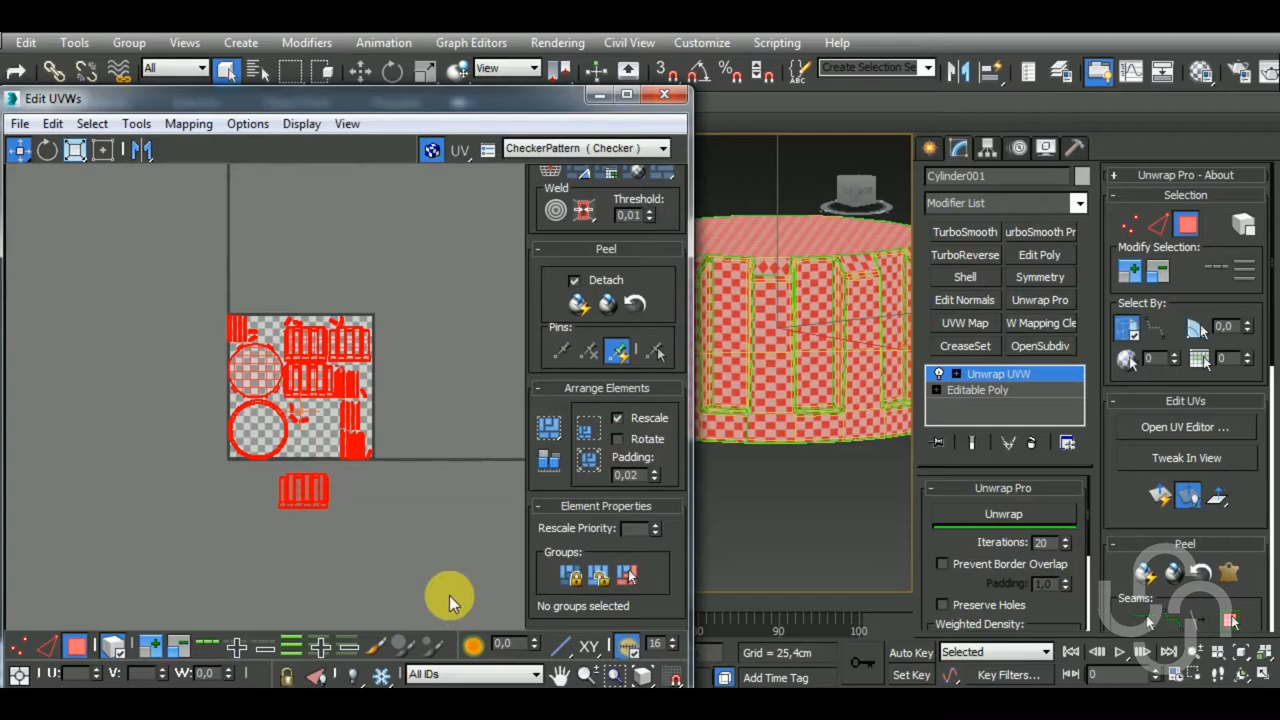 Edit Tools Group Views Create Modifiers Animation Graph Editors Rendering Civil View Customize Scripting Help
All View 3 % ABC Create Selection Se
Edit UVWs
File Edit Select Tools Mapping Options Display View
UV CheckerPattern ( Checker )
Weld
Threshold:
0,01
Peel
Detach
Pins:
Arrange Elements
Rescale
Rotate
Padding:
0,02
Element Properties
Rescale Priority:
Groups:
No groups selected
0,0 XY 16
U: V: W: 0,0 All IDs
80 90 100
Grid = 25,4cm
Add Time Tag
Auto Key Selected
Set Key Key Filters... 0
Cylinder001
Modifier List
TurboSmooth urboSmooth Pr
TurboReverse Edit Poly
Shell Symmetry
Edit Normals Unwrap Pro
UVW Map W Mapping Cle
CreaseSet OpenSubdiv
Unwrap UVW
Editable Poly
Unwrap Pro
Unwrap
Iterations: 20
Prevent Border Overlap
Padding: 1,0
Preserve Holes
Weighted Density:
Unwrap Pro - About
Selection
Modify Selection:
Select By:
0,0
0 0
Edit UVs
Open UV Editor ...
Tweak In View
Peel
Seams: